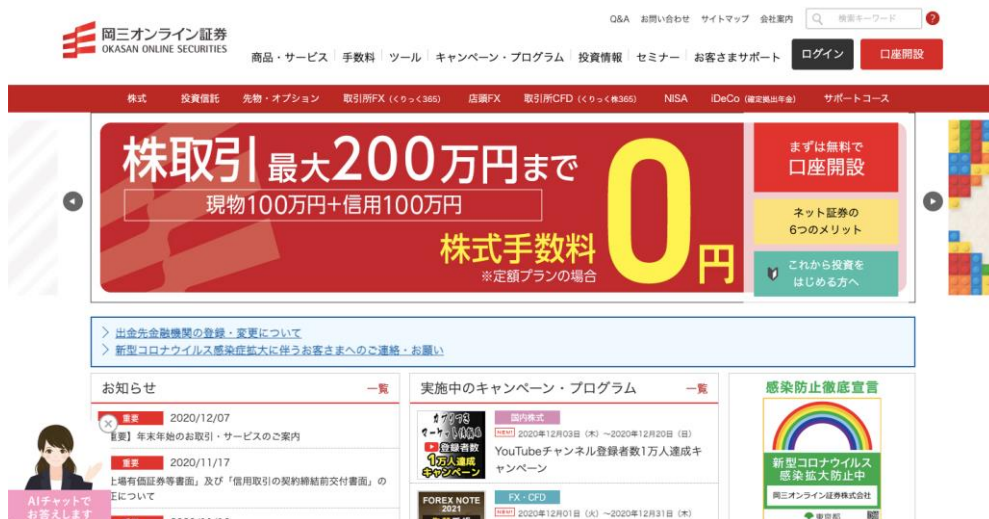 Q&A お問い合わせ サイトマップ 会社案内 検索キーワード ?
岡三オンライン証券
OKASAN ONLINE SECURITIES
商品・サービス 手数料 ツール キャンペーン・プログラム 投資情報 セミナー お客さまサポート ログイン 口座開設
株式 投資信託 先物・オプション 取引所FX (くりっく365) 店頭FX 取引所CFD (くりっく株365) NISA iDeCo (確定拠出年金) サポートコース
株取引 最大200万円まで
現物100万円+信用100万円
株式手数料 0円
※定額プランの場合
まずは無料で
口座開設
ネット証券の
6つのメリット
これから投資を
はじめる方へ
> 出金先金融機関の登録・変更について
> 新型コロナウイルス感染症拡大に伴うお客さまへのご連絡・お願い
お知らせ 一覧
重要 2020/12/07
重要】年末年始のお取引・サービスのご案内
重要 2020/11/17
上場有価証券等書面」及び「信用取引の契約締結前交付書面」の
正について
AIチャットで
お答えします
実施中のキャンペーン・プログラム 一覧
登録者数
1万人達成
キャンペーン
国内株式
NEW! 2020年12月03日（木）～2020年12月20日（日）
YouTubeチャンネル登録者数1万人達成キ
ャンペーン
FOREX NOTE
2021
FX・CFD
NEW! 2020年12月01日（火）～2020年12月31日（木）
感染防止徹底宣言
新型コロナウイルス
感染拡大防止中
岡三オンライン証券株式会社
東京都